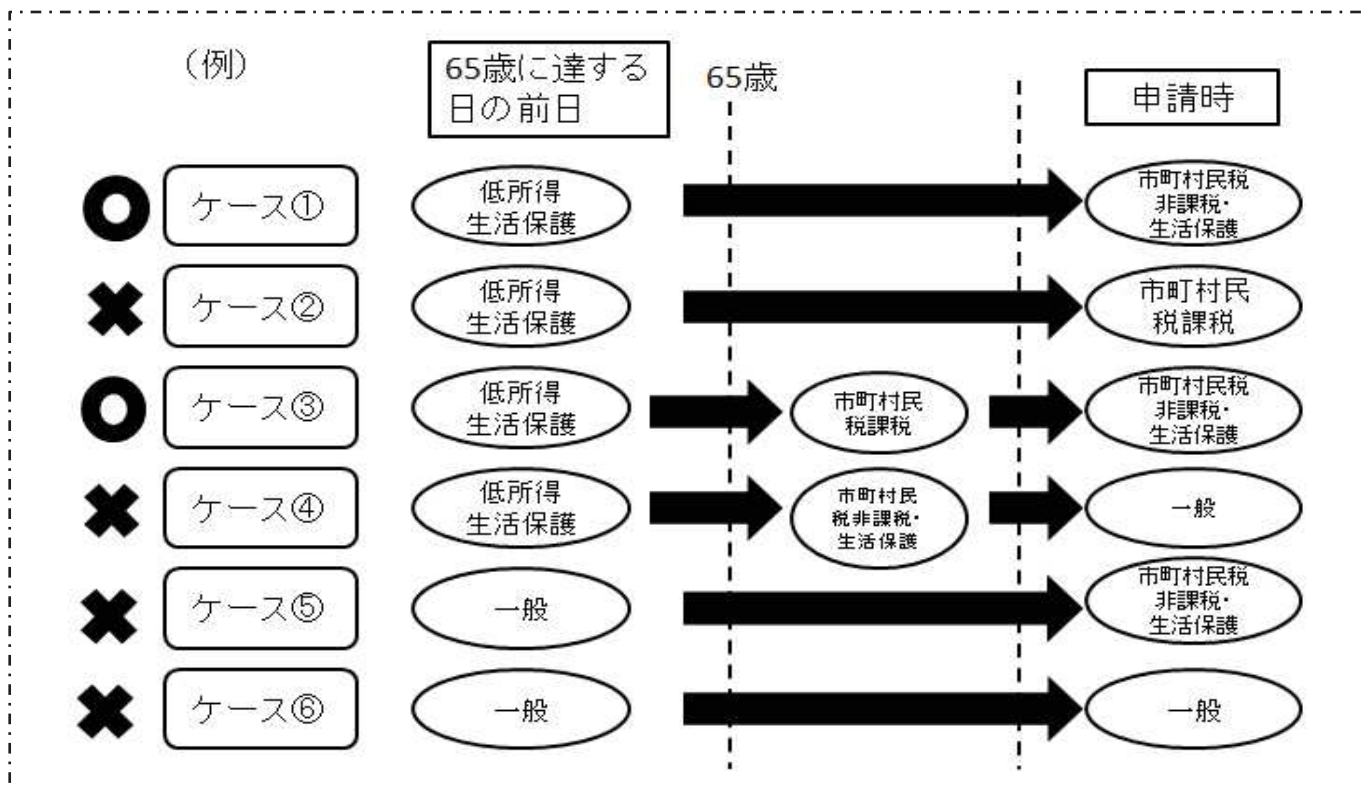 （例）
65歳に達する
日の前日
65歳
申請時
ケース①
低所得
生活保護
市町村民税
非課税・
生活保護
ケース②
低所得
生活保護
市町村民
税課税
ケース③
低所得
生活保護
市町村民
税課税
市町村民税
非課税・
生活保護
ケース④
低所得
生活保護
市町村民
税非課税・
生活保護
一般
ケース⑤
一般
市町村民税
非課税・
生活保護
ケース⑥
一般
一般